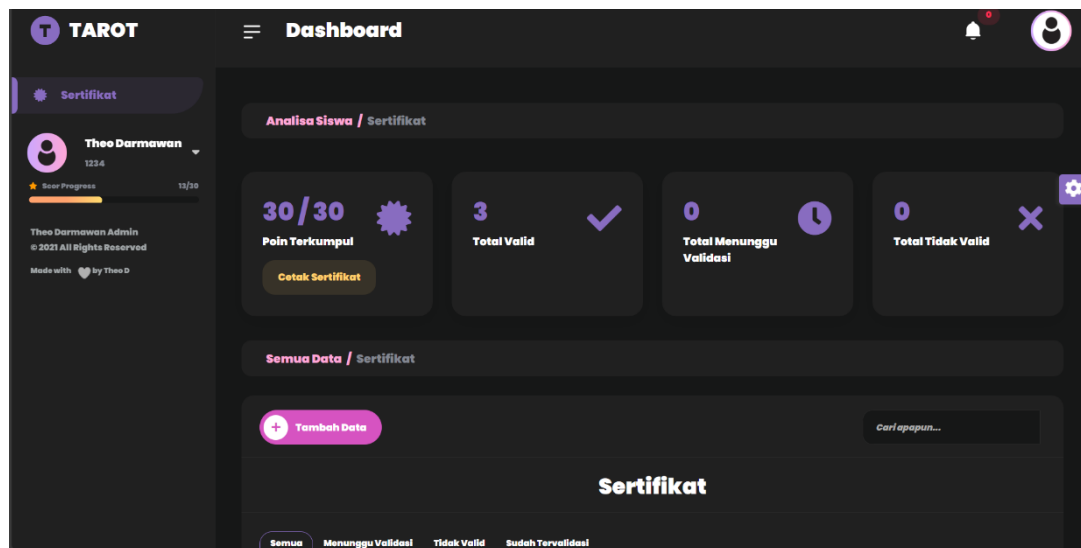 T TAROT
Dashboard
0
Sertifikat
Theo Darmawan
1234
Scor Progress 13/30
Theo Darmawan Admin
© 2021 All Rights Reserved
Made with by Theo D
Analisa Siswa / Sertifikat
30/30
Poin Terkumpul
Cetak Sertifikat
3
Total Valid
0
Total Menunggu
Validasi
0
Total Tidak Valid
Semua Data / Sertifikat
+ Tambah Data
Cari apapun...
Sertifikat
Semua Menunggu Validasi Tidak Valid Sudah Tervalidasi